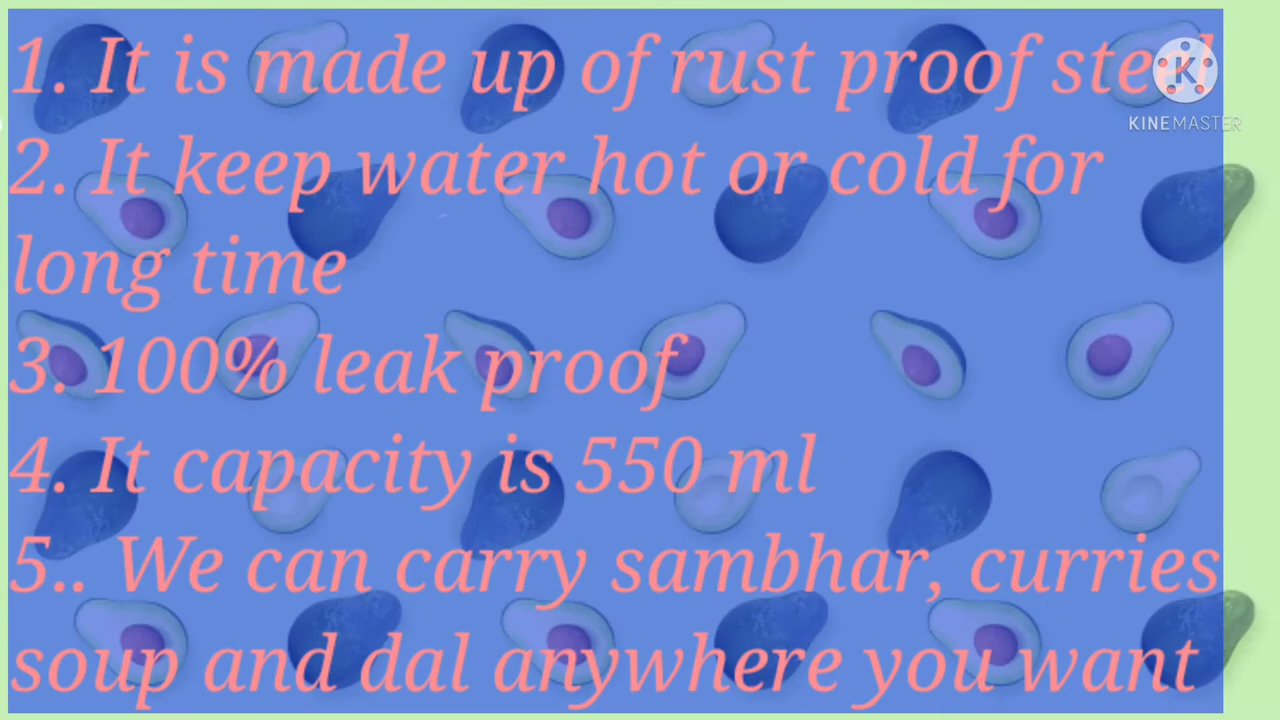 1. It is made up of rust proof steel
K
KINEMASTER
2. It keep water hot or cold for
long time
3. 100% leak proof
4. It capacity is 550 ml
5.. We can carry sambhar, curries
soup and dal anywhere you want